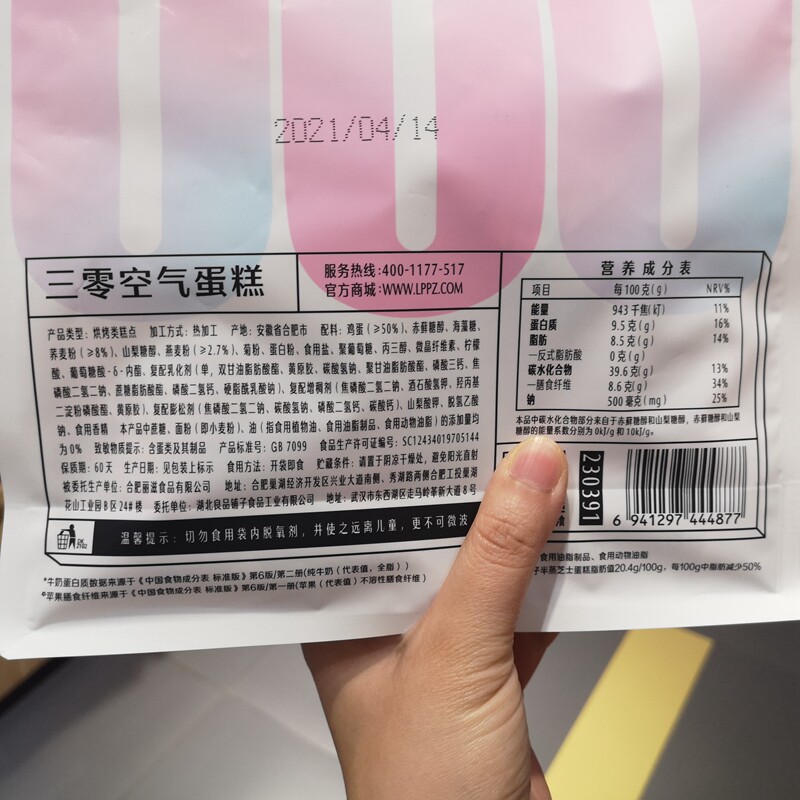 2021/04/14
三零空气蛋糕
服务热线:400-1177-517
官方商城:WWW.LPPZ.COM
产品类型: 烘烤类糕点 加工方式: 热加工 产地: 安徽省合肥市 配料: 鸡蛋(≥50%)、赤藓糖醇、海藻糖、
荞麦粉(≥8%)、山梨糖醇、燕麦粉(≥2.7%)、菊粉、蛋白粉、食用盐、聚葡萄糖、丙三醇、微晶纤维素、柠檬
酸、葡萄糖酸-δ-内酯、复配乳化剂(单,双甘油脂肪酸酯、黄原胶、碳酸氢钠、聚甘油脂肪酸酯、磷酸三钙、焦
磷酸二氢二钠、蔗糖脂肪酸酯、磷酸二氢钙、硬脂酰乳酸钠)、复配增稠剂(焦磷酸二氢二钠、酒石酸氢钾、羟丙基
二淀粉磷酸酯、黄原胶)、复配膨松剂(焦磷酸二氢二钠、碳酸氢钠、磷酸二氢钙、碳酸钙)、山梨酸钾、脱氢乙酸
钠、食用香精 本产品中蔗糖、面粉(即小麦粉)、油(指食用植物油、食用油脂制品、食用动物油脂)的添加量均
为0% 致敏物质提示: 含蛋类及其制品 产品标准号: GB 7099 食品生产许可证编号: SC12434019705144
保质期: 60天 生产日期: 见包装上标示 食用方法: 开袋即食 贮藏条件: 请置于阴凉干燥处,避免阳光直射
被委托生产单位: 合肥丽滋食品有限公司 地址: 合肥巢湖经济开发区兴业大道南侧、秀湖路两侧合肥工投巢湖
花山工业园B区24#楼 委托单位: 湖北良品铺子食品工业有限公司 地址: 武汉市东西湖区走马岭革新大道8号
温馨提示: 切勿食用袋内脱氧剂,并使之远离儿童,更不可微波
营养成分表
项目 每100克(g) NRV%
能量 943千焦(kJ) 11%
蛋白质 9.5克(g) 16%
脂肪 8.5克(g) 14%
—反式脂肪酸 0克(g)
碳水化合物 39.6克(g) 13%
—膳食纤维 8.6克(g) 34%
钠 500毫克(mg) 25%
本品中碳水化合物部分来自于赤藓糖醇和山梨糖醇,赤藓糖醇和山梨
糖醇的能量系数分别为0kJ/g和10kJ/g。
230391
6 941297 444877
*牛奶蛋白质数据来源于《中国食物成分表 标准版》第6版/第二册(纯牛奶(代表值,全脂))
苹果膳食纤维来源于《中国食物成分表 标准版》第6版/第一册(苹果(代表值)不溶性膳食纤维)
食用油脂制品、食用动物油脂
子半熟芝士蛋糕脂肪值20.4g/100g,每100g中脂肪减少50%